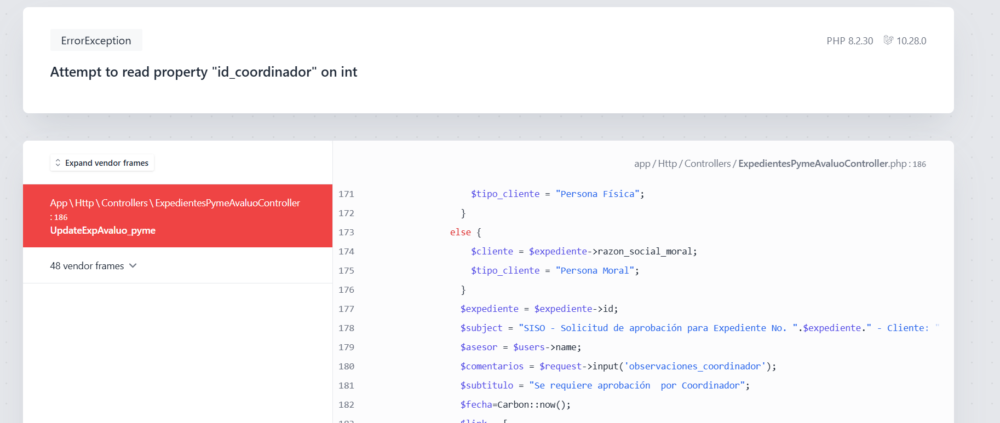 ErrorException
PHP 8.2.30 10.28.0
Attempt to read property "id_coordinador" on int
Expand vendor frames
App\Http\Controllers\ExpedientesPymeAvaluoController
:186
UpdateExpAvaluo_pyme
48 vendor frames
app/Http/Controllers/ExpedientesPymeAvaluoController.php:186
171 $tipo_cliente = "Persona Física";
172 }
173 else {
174 $cliente = $expediente->razon_social_moral;
175 $tipo_cliente = "Persona Moral";
176 }
177 $expediente = $expediente->id;
178 $subject = "SISO - Solicitud de aprobación para Expediente No. ".$expediente." - Cliente: "
179 $asesor = $users->name;
180 $comentarios = $request->input('observaciones_coordinador');
181 $subtitulo = "Se requiere aprobación  por Coordinador";
182 $fecha=Carbon::now();